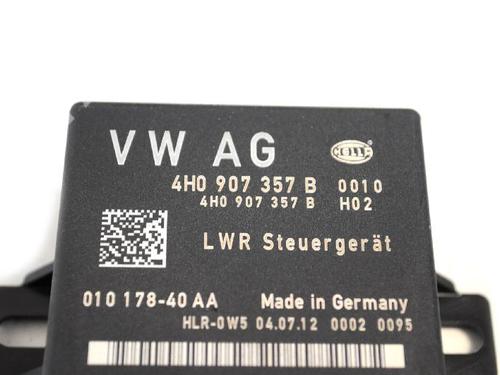 VW AG HELLA
4H0 907 357 B 0010
4H0 907 357 B H02
LWR Steuergerät
010 178-40 AA Made in Germany
HLR-0W5 04.07.12 0002 0095